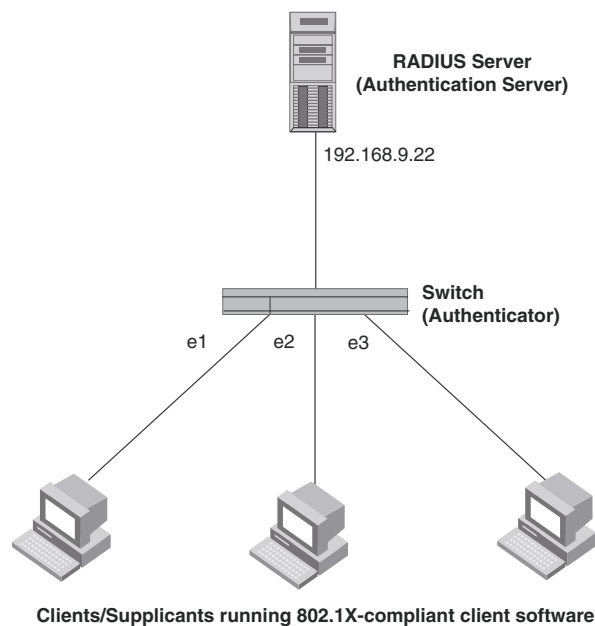 RADIUS Server
(Authentication Server)
192.168.9.22
Switch
(Authenticator)
e1
e2
e3
Clients/Supplicants running 802.1X-compliant client software